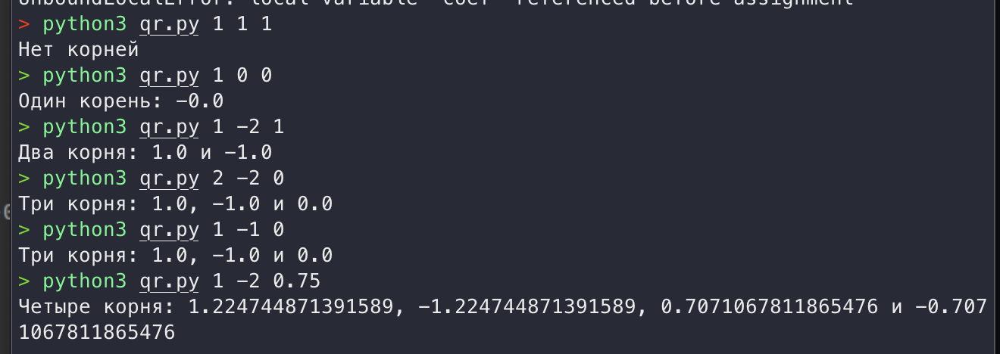 UnboundLocalError: local variable 'coef' referenced before assignment
> python3 qr.py 1 1 1
Нет корней
> python3 qr.py 1 0 0
Один корень: -0.0
> python3 qr.py 1 -2 1
Два корня: 1.0 и -1.0
> python3 qr.py 2 -2 0
Три корня: 1.0, -1.0 и 0.0
> python3 qr.py 1 -1 0
Три корня: 1.0, -1.0 и 0.0
> python3 qr.py 1 -2 0.75
Четыре корня: 1.224744871391589, -1.224744871391589, 0.7071067811865476 и -0.707
1067811865476